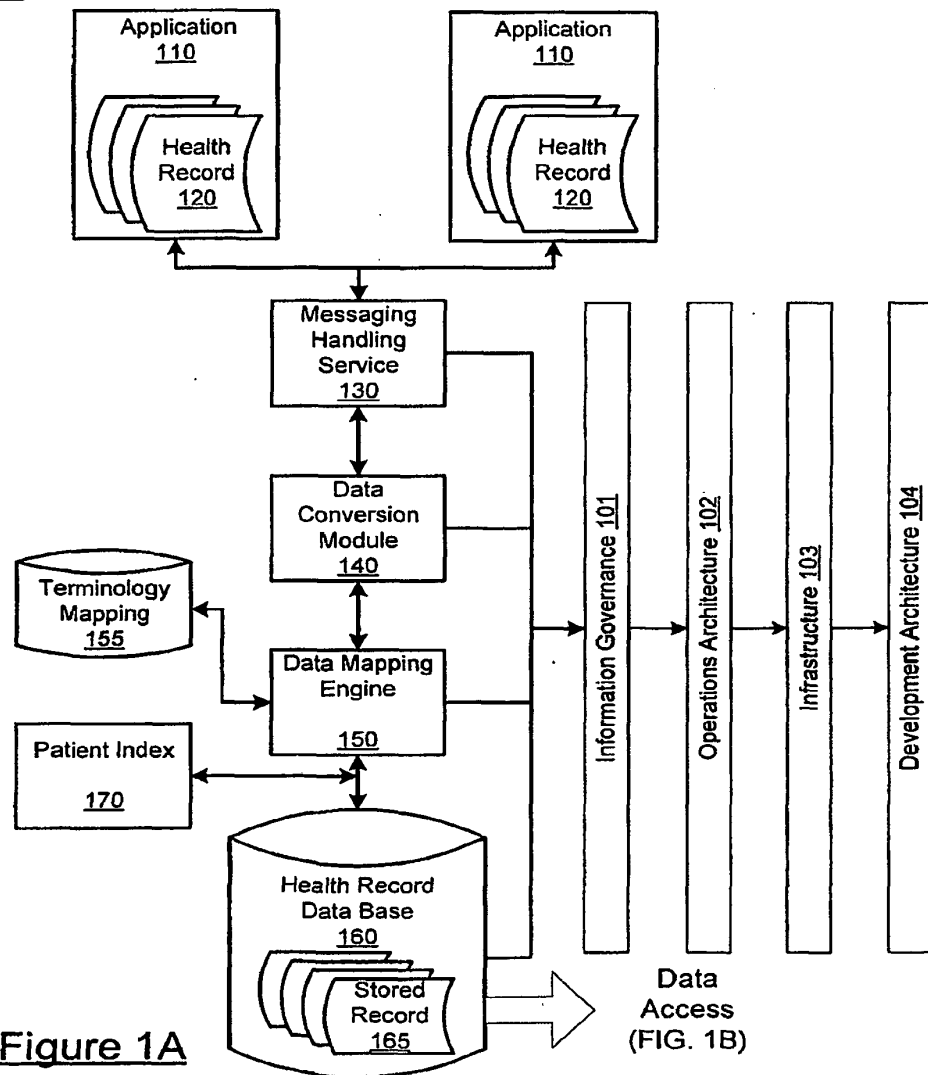 Application
110
Health
Record
120
Application
110
Health
Record
120
Messaging
Handling
Service
130
Data
Conversion
Module
140
Terminology
Mapping
155
Data Mapping
Engine
150
Patient Index
170
Health Record
Data Base
160
Stored
Record
165
Information Governance 101
Operations Architecture 102
Infrastructure 103
Development Architecture 104
Data
Access
(FIG. 1B)
Figure 1A